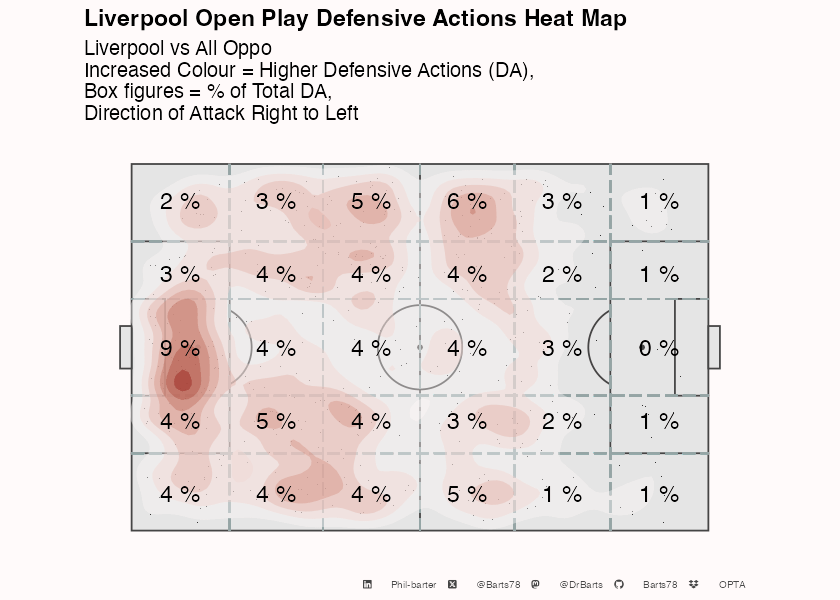 Liverpool Open Play Defensive Actions Heat Map
Liverpool vs All Oppo
Increased Colour = Higher Defensive Actions (DA),
Box figures = % of Total DA,
Direction of Attack Right to Left
2 % 3 % 5 % 6 % 3 % 1 %
3 % 4 % 4 % 4 % 2 % 1 %
9 % 4 % 4 % 4 % 3 % 0 %
4 % 5 % 4 % 3 % 2 % 1 %
4 % 4 % 4 % 5 % 1 % 1 %
Phil-barter @Barts78 @DrBarts Barts78 OPTA